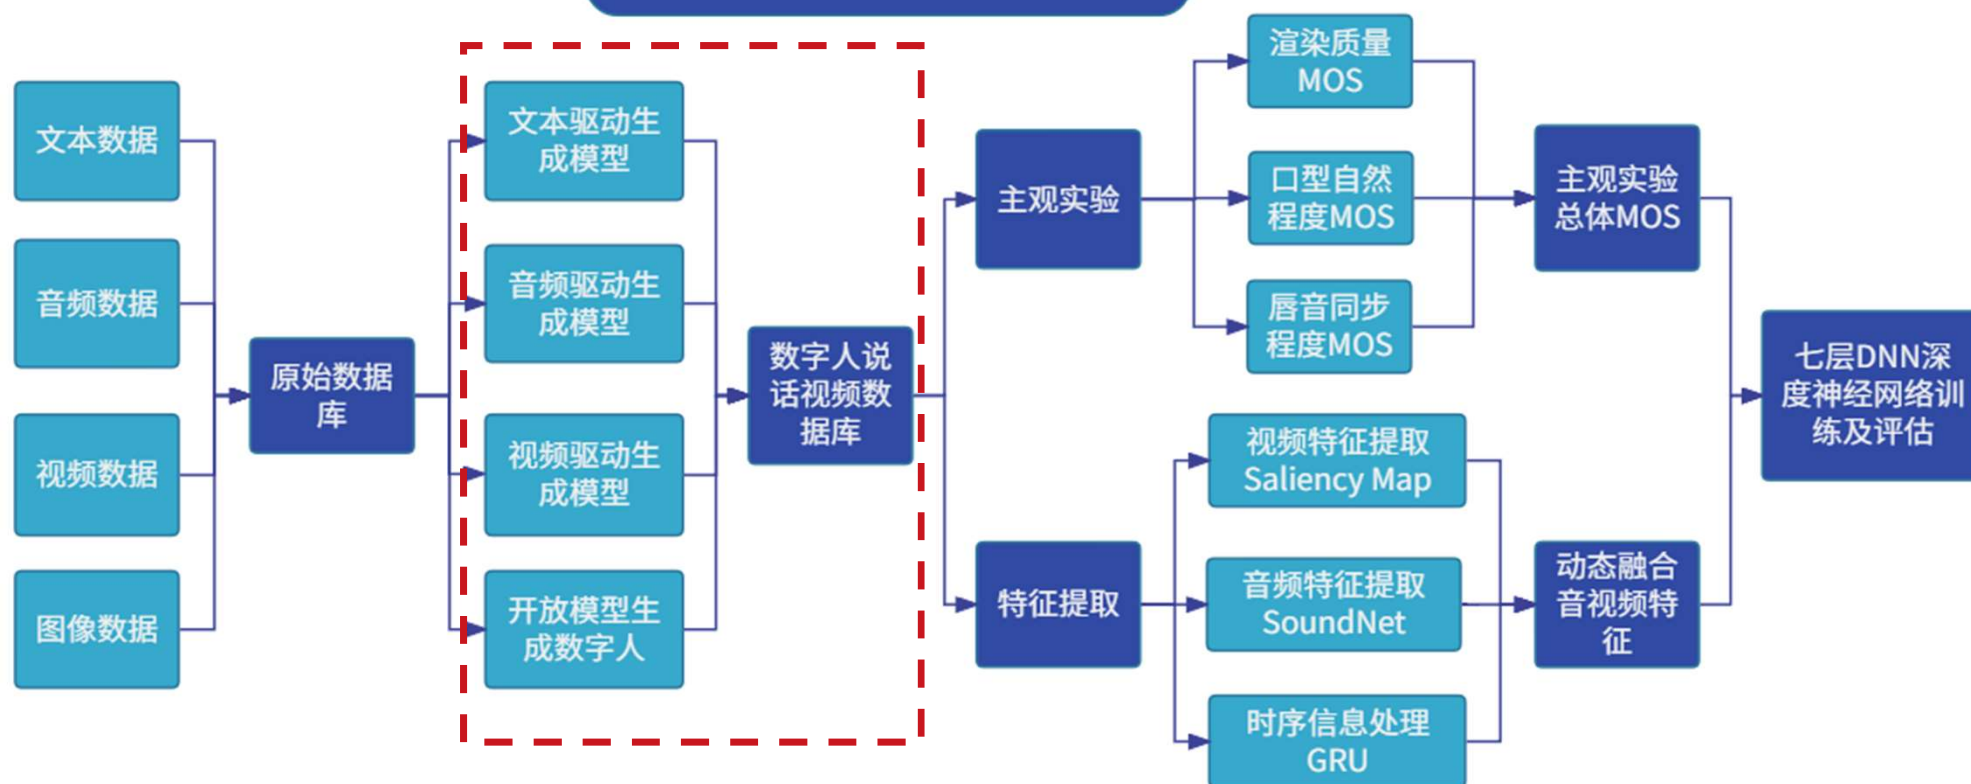 文本数据
音频数据
视频数据
图像数据
原始数据
库
文本驱动生
成模型
音频驱动生
成模型
视频驱动生
成模型
开放模型生
成数字人
数字人说
话视频数
据库
主观实验
特征提取
渲染质量
MOS
口型自然
程度MOS
唇音同步
程度MOS
视频特征提取
Saliency Map
音频特征提取
SoundNet
时序信息处理
GRU
主观实验
总体MOS
动态融合
音视频特
征
七层DNN深
度神经网络训
练及评估